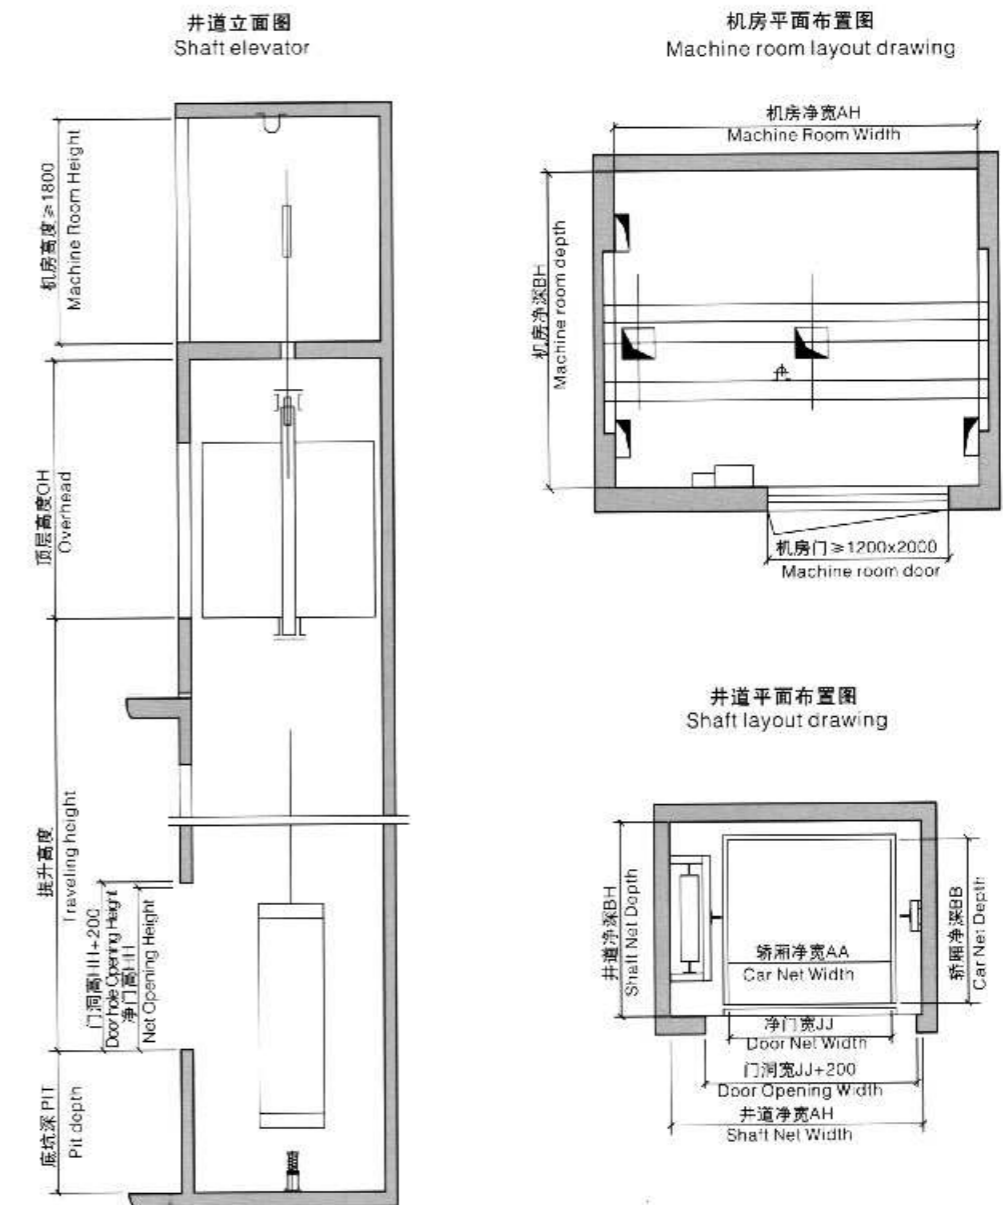 井道立面图
Shaft elevator
机房高度≥1800
Machine Room Height
顶层高度OH
Overhead
提升高度
Traveling height
门洞高HH+200
Door hole Opening Height
净门高HH
Net Opening Height
底坑深 PIT
Pit depth
机房平面布置图
Machine room layout drawing
机房净宽AH
Machine Room Width
机房净深BH
Machine room depth
机房门≥1200x2000
Machine room door
井道平面布置图
Shaft layout drawing
井道净深BH
Shaft Net Depth
轿厢净宽AA
Car Net Width
轿厢净深BB
Car Net Depth
净门宽JJ
Door Net Width
门洞宽JJ+200
Door Opening Width
井道净宽AH
Shaft Net Width